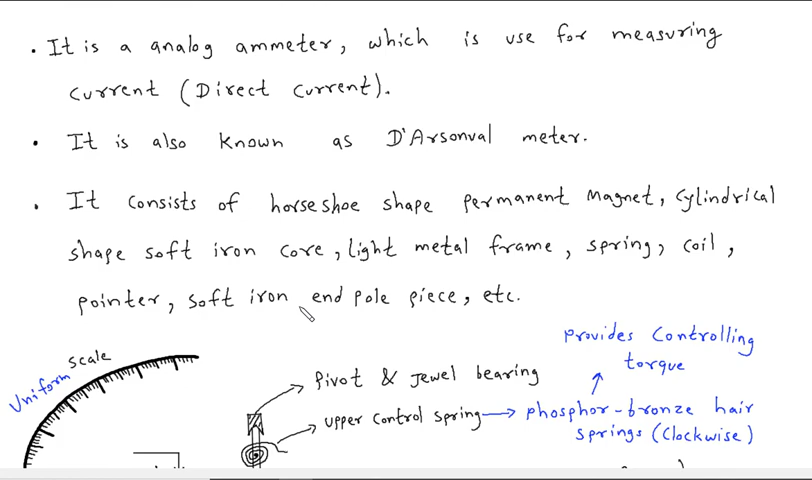 . It is a analog ammeter, which is use for measuring
current (Direct current).
. It is also known as D'Arsonval meter.
. It consists of horseshoe shape permanent Magnet, cylindrical
shape soft iron core, light metal frame, spring, coil,
pointer, soft iron end pole piece, etc.
Provides controlling
torque
scale
Uniform
Pivot & Jewel bearing
Upper control spring
phosphor-bronze hair
springs (clockwise)